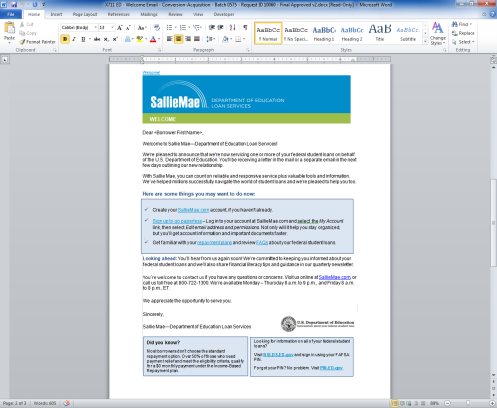 X711_ED - Welcome Email - Conversion-Acquisition - Batch 0575 - Request ID 10060 - Final Approved v2.docx [Read-Only] - Microsoft Word
File Home Insert Page Layout References Mailings Review View
Paste Cut Copy Format Painter
Calibri (Body) 11
AaBbCc AaBbCc AaBbC AaBbCc AaB AaBbCc
¶ Normal ¶ No Spaci... Heading 1 Heading 2 Title Subtitle
Change Styles
Find Replace Select
Clipboard Font Paragraph Styles Editing
Welcome!
SallieMae DEPARTMENT OF EDUCATION
LOAN SERVICES
WELCOME
Dear <Borrower First Name>,
Welcome to Sallie Mae—Department of Education Loan Services!
We're pleased to announce that we're now servicing one or more of your federal student loans on behalf
of the U.S. Department of Education. You'll be receiving a letter in the mail or a separate email in the next
few days outlining our new relationship.
With Sallie Mae, you can count on reliable and responsive service plus valuable tools and information.
We've helped millions successfully navigate the world of student loans and we're pleased to help you too.
Here are some things you may want to do now:
✓ Create your SallieMae.com account, if you haven't already.
✓ Sign up to go paperless – Log in to your account at SallieMae.com and select the My Account
link, then select Edit email address and permissions. Not only will it help you stay organized,
but you'll get account information and important documents faster.
✓ Get familiar with your repayment plans and review FAQs about your federal student loans.
Looking ahead: You'll hear from us again soon! We're committed to keeping you informed about your
federal student loans and we'll also share financial literacy tips and guidance in our quarterly newsletter.
You're welcome to contact us if you have any questions or concerns. Visit us online at SallieMae.com or
call us toll free at 800-722-1300. We're available Monday – Thursday 8 a.m. to 9 p.m., and Friday 8 a.m.
to 8 p.m., ET.
We appreciate the opportunity to serve you.
Sincerely,
Sallie Mae—Department of Education Loan Services
U.S. Department of Education
Did you know?
Most borrowers don't choose the standard
repayment option. Over 50% of those who need
payment relief and meet the eligibility criteria, qualify
for a $0 monthly payment under the Income-Based
Repayment plan.
Looking for information on all of your federal student
loans?
Visit NSLDS.ED.gov and sign in using your FAFSA
PIN.
Forgot your PIN? No problem. Visit PIN.ED.gov.
Page: 2 of 3 Words: 605